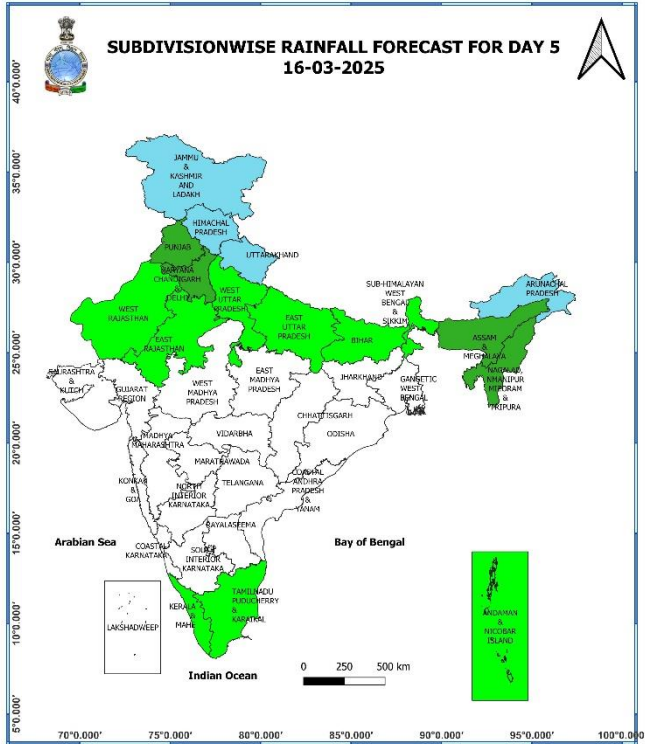 SUBDIVISIONWISE RAINFALL FORECAST FOR DAY 5
16-03-2025
40°0.000'
35°0.000'
30°0.000'
25°0.000'
20°0.000'
15°0.000'
10°0.000'
5°0.000'
JAMMU
&
KASHMIR
AND
LADAKH
HIMACHAL
PRADESH
PUNJAB
UTTARAKHAND
HARYANA
CHANDIGARH
&
DELHI
WEST
UTTAR
PRADESH
WEST
RAJASTHAN
EAST
RAJASTHAN
EAST
UTTAR
PRADESH
BIHAR
SUB-HIMALAYAN
WEST
BENGAL
&
SIKKIM
ARUNACHAL
PRADESH
ASSAM
&
MEGHALAYA
MIZORAM
&
TRIPURA
SAURASHTRA
&
KUTCH
GUJARAT
REGION
WEST
MADHYA
PRADESH
EAST
MADHYA
PRADESH
JHARKHAND
GANGETIC
WEST
BENGAL
CHHATTISGARH
ODISHA
MADHYA
MAHARASHTRA
VIDARBHA
MARATHWADA
TELANGANA
COASTAL
ANDHRA
PRADESH
&
YANAM
KONKAN
&
GOA
NORTH
INTERIOR
KARNATAKA
RAYALASEEMA
COASTAL
KARNATAKA
SOUTH
INTERIOR
KARNATAKA
Arabian Sea
Bay of Bengal
LAKSHADWEEP
KERALA
&
MAHE
TAMILNADU
PUDUCHERRY
&
KARAIKAL
ANDAMAN
&
NICOBAR
ISLAND
Indian Ocean
0 250 500 km
70°0.000' 75°0.000' 80°0.000' 85°0.000' 90°0.000' 95°0.000' 100°0.000'